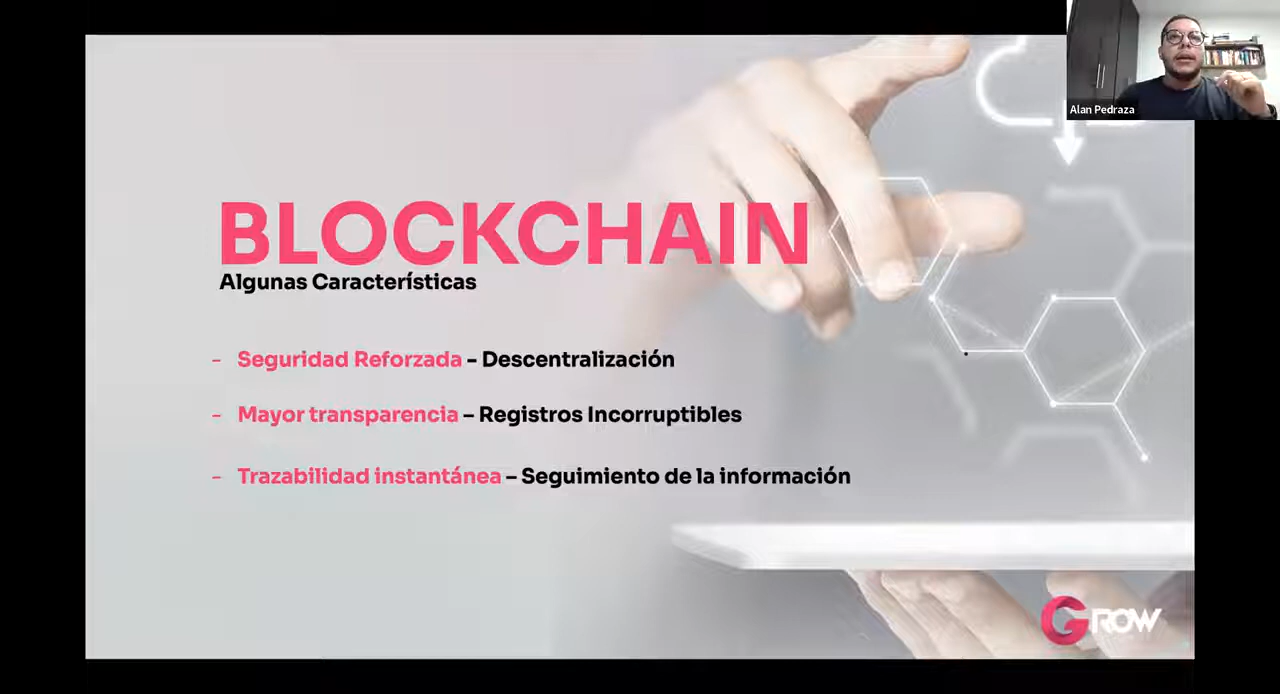 Alan Pedraza
BLOCKCHAIN
Algunas Características
- Seguridad Reforzada – Descentralización
- Mayor transparencia – Registros Incorruptibles
- Trazabilidad instantánea – Seguimiento de la información
GROW